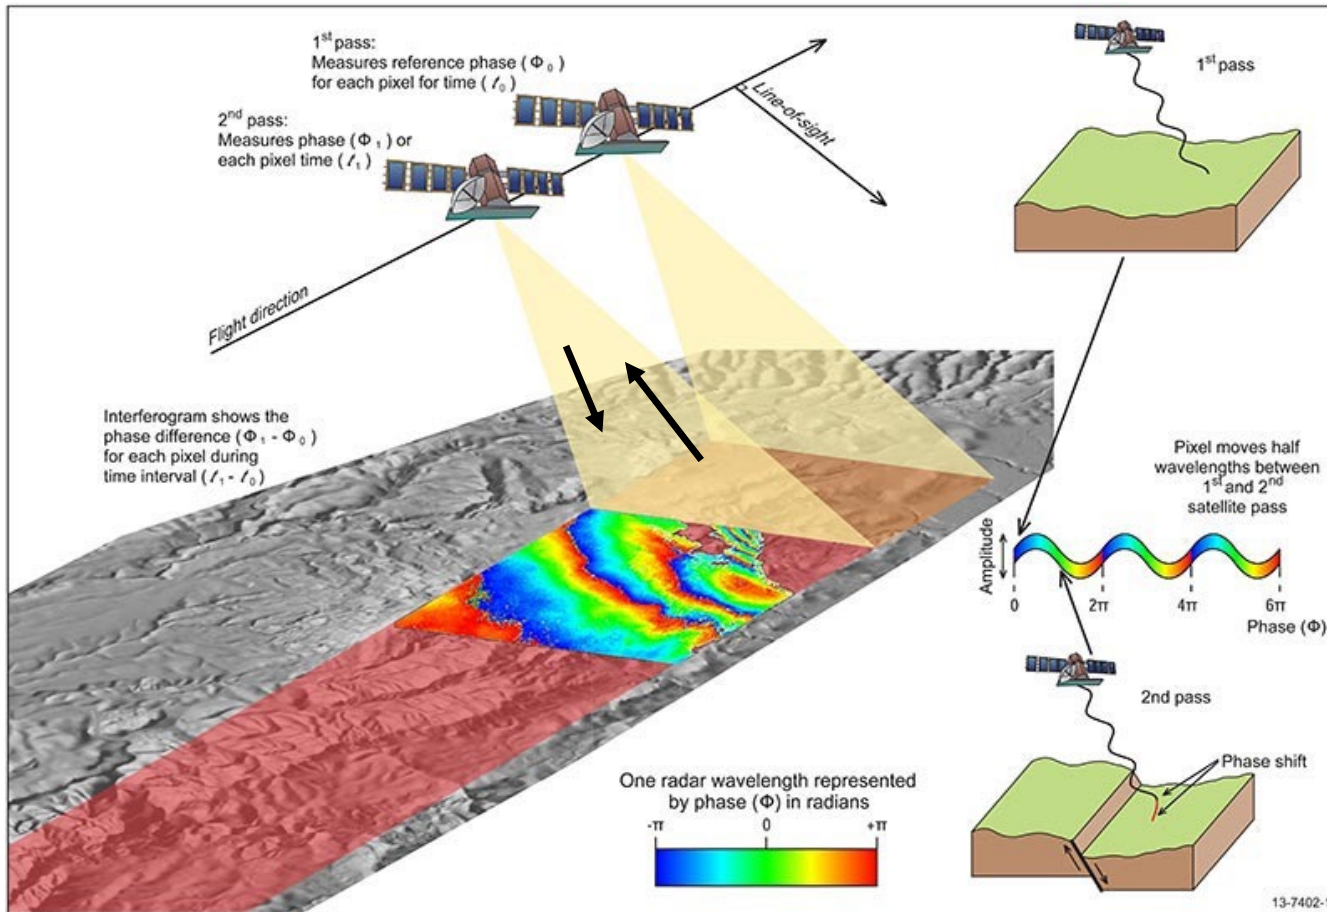 1st pass:
Measures reference phase (Φ0)
for each pixel for time (t0)
2nd pass:
Measures phase (Φ1) or
each pixel time (t1)
Line-of-sight
Flight direction
1st pass
Interferogram shows the
phase difference (Φ1 - Φ0)
for each pixel during
time interval (t1 - t0)
Pixel moves half
wavelengths between
1st and 2nd
satellite pass
Amplitude
0 2π 4π 6π
Phase (Φ)
2nd pass
Phase shift
One radar wavelength represented
by phase (Φ) in radians
-π 0 +π
13-7402-1